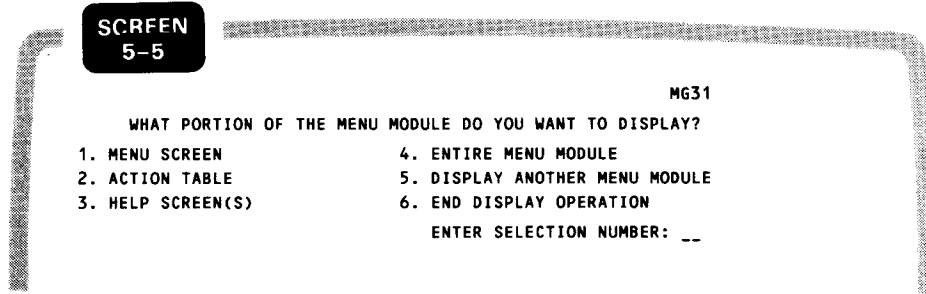 SCREEN
5-5
MG31
WHAT PORTION OF THE MENU MODULE DO YOU WANT TO DISPLAY?
1. MENU SCREEN 4. ENTIRE MENU MODULE
2. ACTION TABLE 5. DISPLAY ANOTHER MENU MODULE
3. HELP SCREEN(S) 6. END DISPLAY OPERATION
ENTER SELECTION NUMBER: __